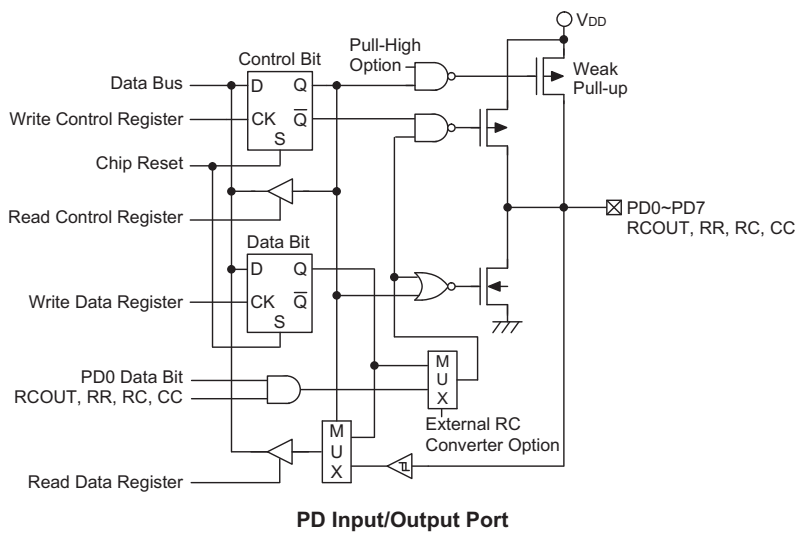 VDD
Pull-High
Option
Weak
Pull-up
Control Bit
Data Bus
D
Q
Write Control Register
CK
Q̅
S
Chip Reset
Read Control Register
PD0~PD7
RCOUT, RR, RC, CC
Data Bit
D
Q
Write Data Register
CK
Q̅
S
PD0 Data Bit
RCOUT, RR, RC, CC
M
U
X
External RC
Converter Option
M
U
X
Read Data Register
PD Input/Output Port